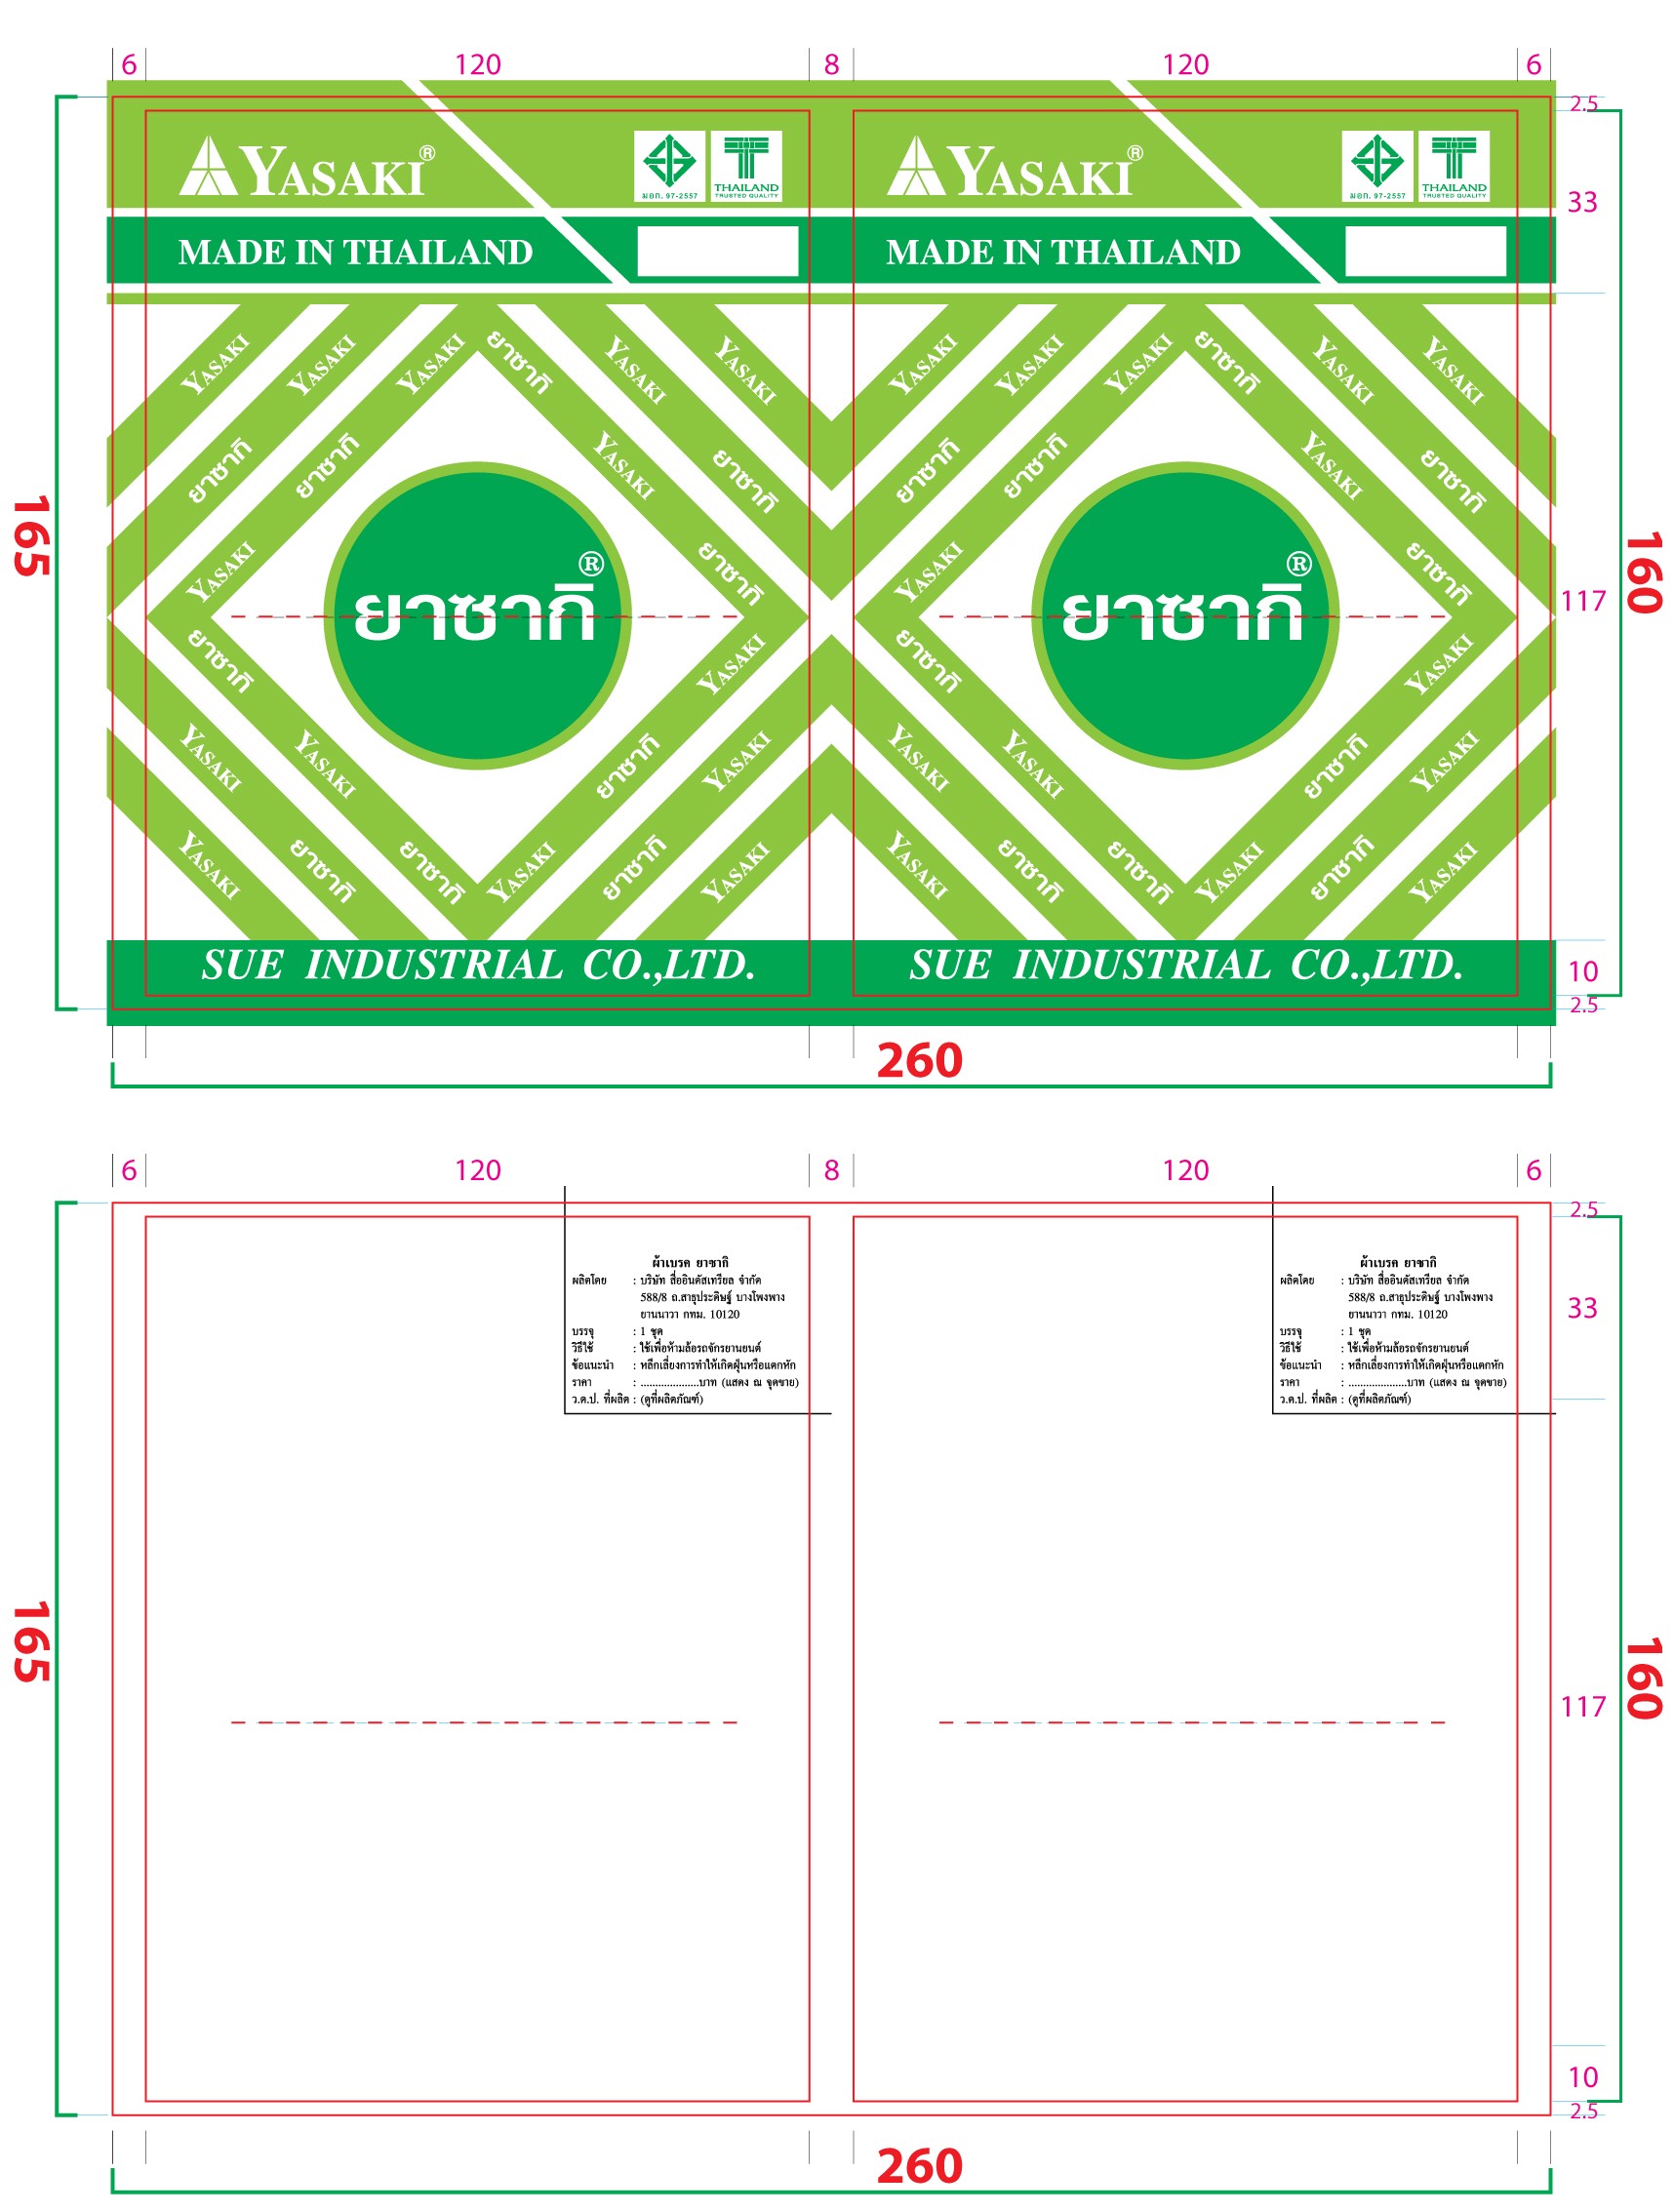 6 120 8 120 6
2.5
YASAKI® มอก. 97-2557 THAILAND TRUSTED QUALITY YASAKI® มอก. 97-2557 THAILAND TRUSTED QUALITY
33
MADE IN THAILAND MADE IN THAILAND
YASAKI YASAKI YASAKI ยาซากิ YASAKI YASAKI YASAKI YASAKI YASAKI ยาซากิ YASAKI YASAKI
ยาซากิ ยาซากิ YASAKI ยาซากิ ยาซากิ ยาซากิ YASAKI ยาซากิ
165 160
YASAKI ยาซากิ YASAKI ยาซากิ
ยาซากิ® ยาซากิ®
117
ยาซากิ YASAKI ยาซากิ YASAKI
YASAKI YASAKI ยาซากิ YASAKI YASAKI YASAKI ยาซากิ YASAKI
YASAKI ยาซากิ ยาซากิ YASAKI ยาซากิ YASAKI YASAKI ยาซากิ ยาซากิ YASAKI ยาซากิ YASAKI
SUE INDUSTRIAL CO.,LTD. SUE INDUSTRIAL CO.,LTD.
10
2.5
260
6 120 8 120 6
2.5
ผ้าเบรค ยาซากิ
ผลิตโดย : บริษัท สื่ออินดัสเทรียล จำกัด
588/8 ถ.สาธุประดิษฐ์ บางโพงพาง
ยานนาวา กทม. 10120
บรรจุ : 1 ชุด
วิธีใช้ : ใช้เพื่อห้ามล้อรถจักรยานยนต์
ข้อแนะนำ : หลีกเลี่ยงการทำให้เกิดฝุ่นหรือแตกหัก
ราคา : ....................บาท (แสดง ณ จุดขาย)
ว.ด.ป. ที่ผลิต : (ดูที่ผลิตภัณฑ์)
ผ้าเบรค ยาซากิ
ผลิตโดย : บริษัท สื่ออินดัสเทรียล จำกัด
588/8 ถ.สาธุประดิษฐ์ บางโพงพาง
ยานนาวา กทม. 10120
บรรจุ : 1 ชุด
วิธีใช้ : ใช้เพื่อห้ามล้อรถจักรยานยนต์
ข้อแนะนำ : หลีกเลี่ยงการทำให้เกิดฝุ่นหรือแตกหัก
ราคา : ....................บาท (แสดง ณ จุดขาย)
ว.ด.ป. ที่ผลิต : (ดูที่ผลิตภัณฑ์)
33
165 160
117
10
2.5
260